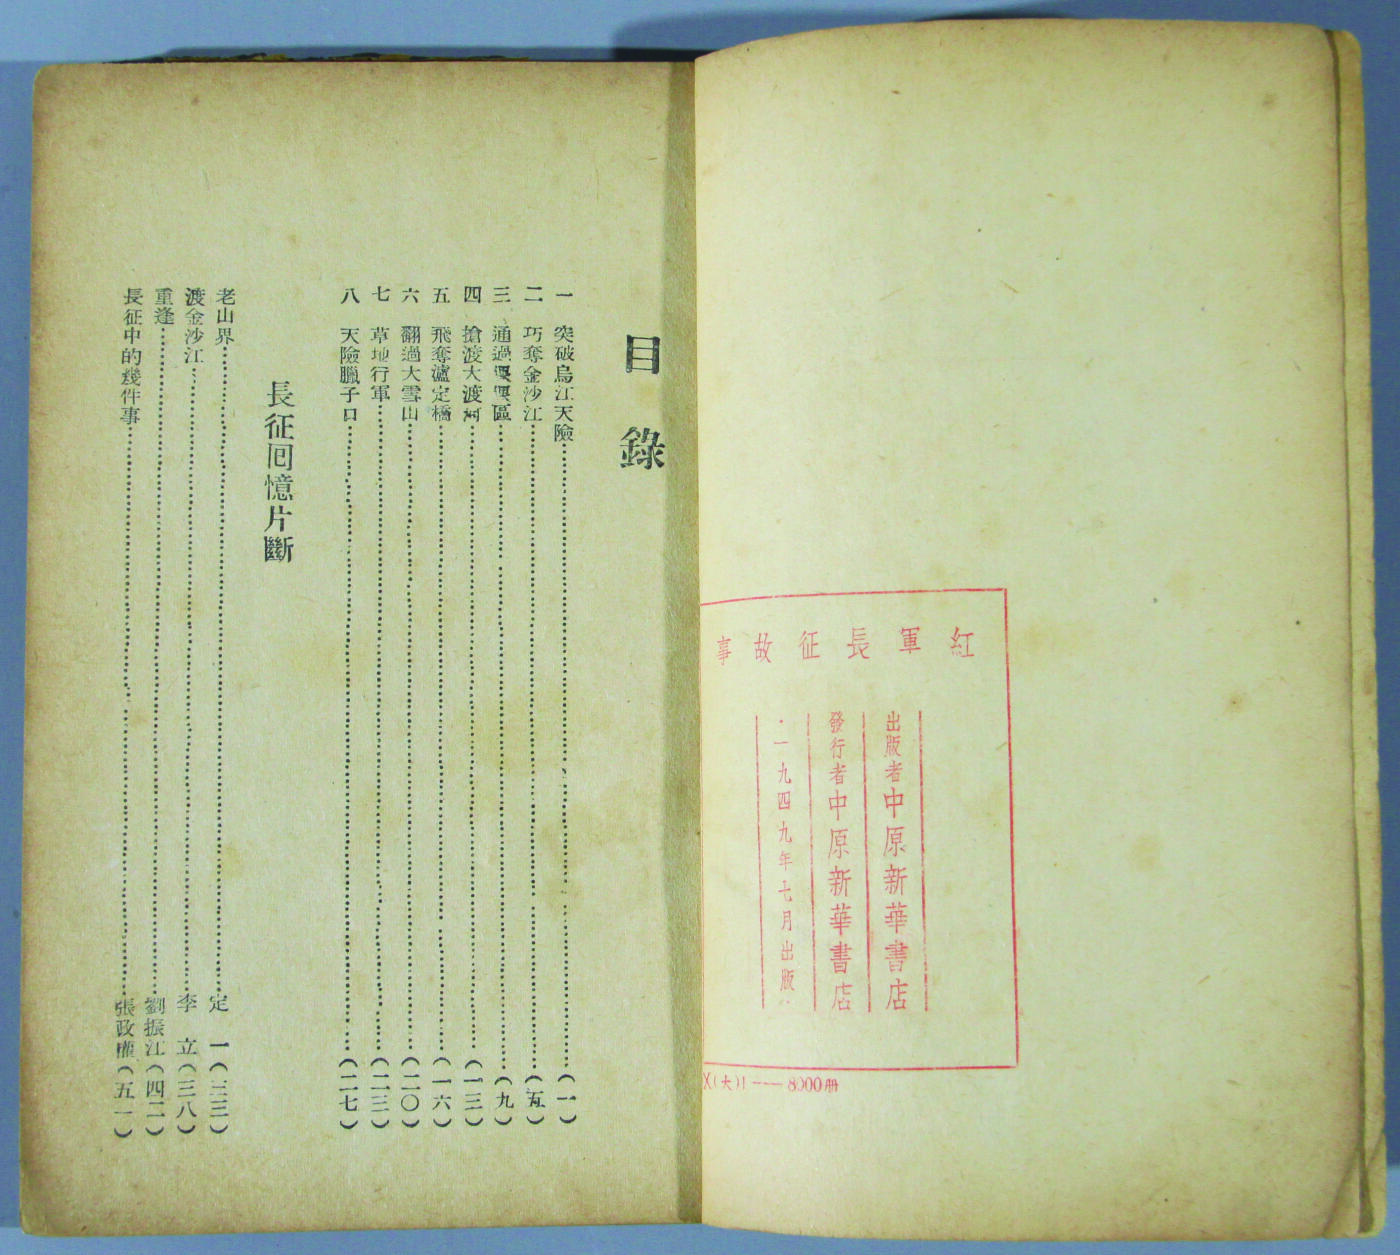 紅軍長征故事
出版者中原新華書店
發行者中原新華書店
·一九四九年七月出版·
X(大)1——8000册
目錄
一 突破烏江天險……(一)
二 巧奪金沙江……(五)
三 通過區……(九)
四 搶渡大渡河……(一三)
五 飛奪瀘定橋……(一六)
六 翻過大雪山……(二〇)
七 草地行軍……(二三)
八 天險臘子口……(二七)
長征回憶片斷
老山界……定 一(三三)
渡金沙江……李 立(三八)
重逢……劉振江(四二)
長征中的幾件事……張政權(五一)